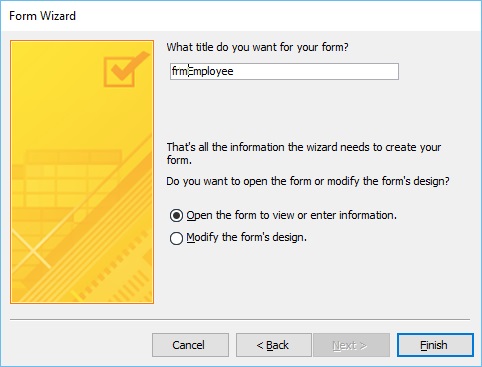 Form Wizard
What title do you want for your form?
frmEmployee
That's all the information the wizard needs to create your
form.
Do you want to open the form or modify the form's design?
Open the form to view or enter information.
Modify the form's design.
Cancel
< Back
Next >
Finish